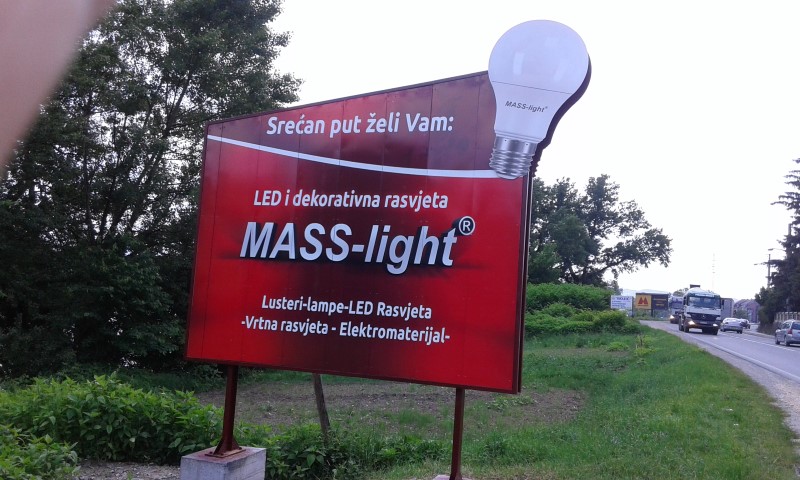 Srećan put želi Vam:
MASS-light®
LED i dekorativna rasvjeta
MASS-light®
Lusteri-lampe-LED Rasvjeta
-Vrtna rasvjeta - Elektromaterijal-